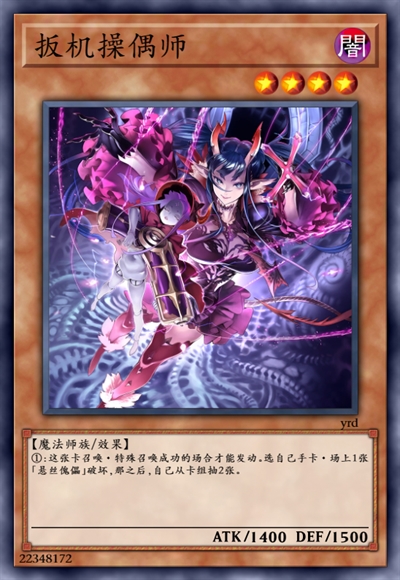 扳机操偶师
闇
yrd
【魔法师族/效果】
①:这张卡召唤・特殊召唤成功的场合才能发动。选自己手卡・场上1张
「悬丝傀儡」破坏,那之后,自己从卡组抽2张。
ATK/1400 DEF/1500
22348172